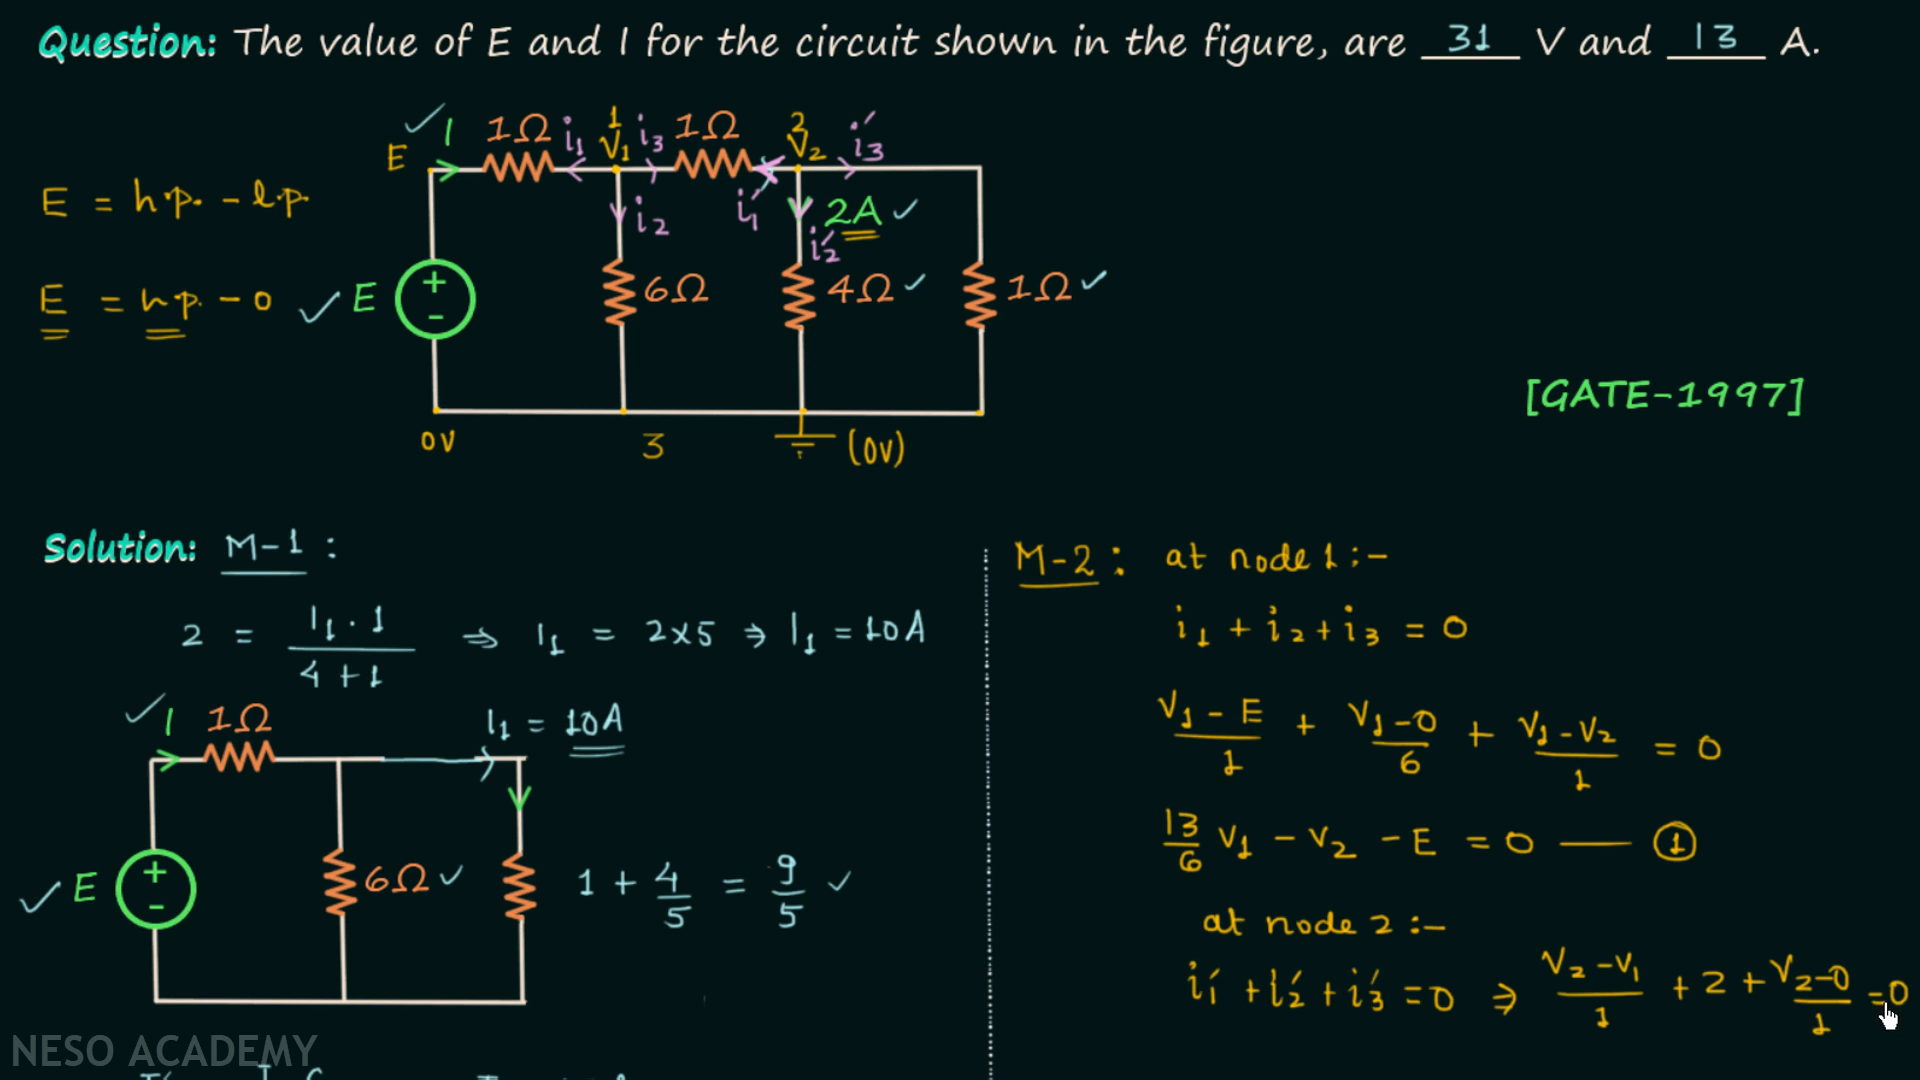 Question: The value of E and I for the circuit shown in the figure, are 31 V and 13 A.
I 1Ω i₁ 1 V₁ i₃ 1Ω 2 V₂ i₃′
E
E = h.p. - l.p.
i₂ i₁′ 2A
i₂′
E = h.p. - 0
E + - 6Ω 4Ω 1Ω
[GATE-1997]
0V 3 (0V)
Solution: M-1 :
2 = I₁ · 1 / 4 + 1 ⇒ I₁ = 2×5 ⇒ I₁ = 10A
I 1Ω I₁ = 10A
E + - 6Ω 1 + 4/5 = 9/5
M-2 : at node 1 :-
i₁ + i₂ + i₃ = 0
V₁ - E / 1 + V₁ - 0 / 6 + V₁ - V₂ / 1 = 0
13/6 V₁ - V₂ - E = 0 — ①
at node 2 :-
i₁′ + i₂′ + i₃′ = 0 ⇒ V₂ - V₁ / 1 + 2 + V₂ - 0 / 1 = 0
NESO ACADEMY